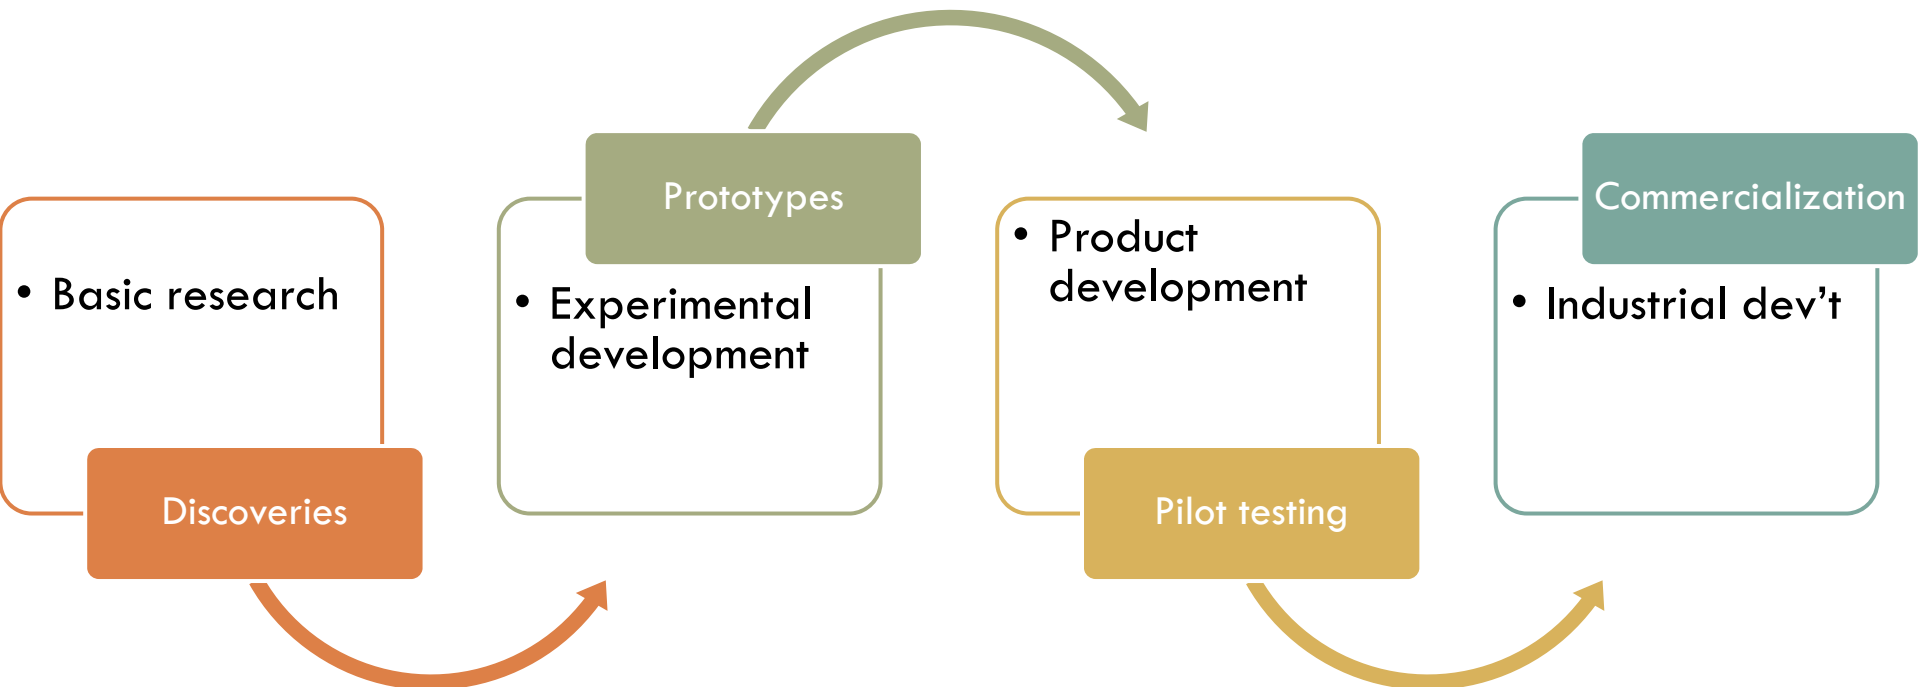 • Basic research
Discoveries
Prototypes
• Experimental
development
• Product
development
Pilot testing
Commercialization
• Industrial dev’t